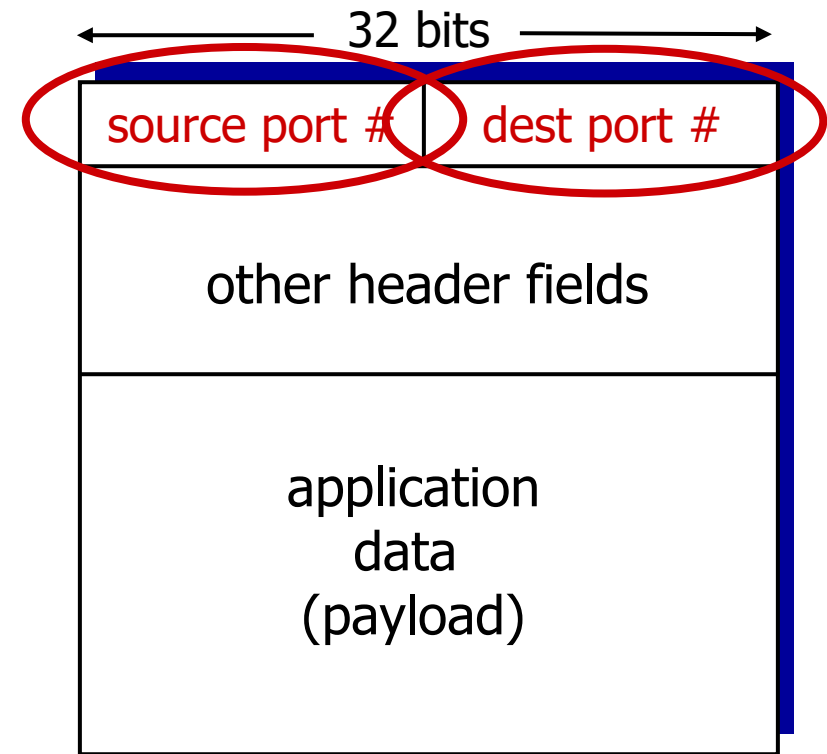 32 bits
source port # dest port #
other header fields
application
data
(payload)